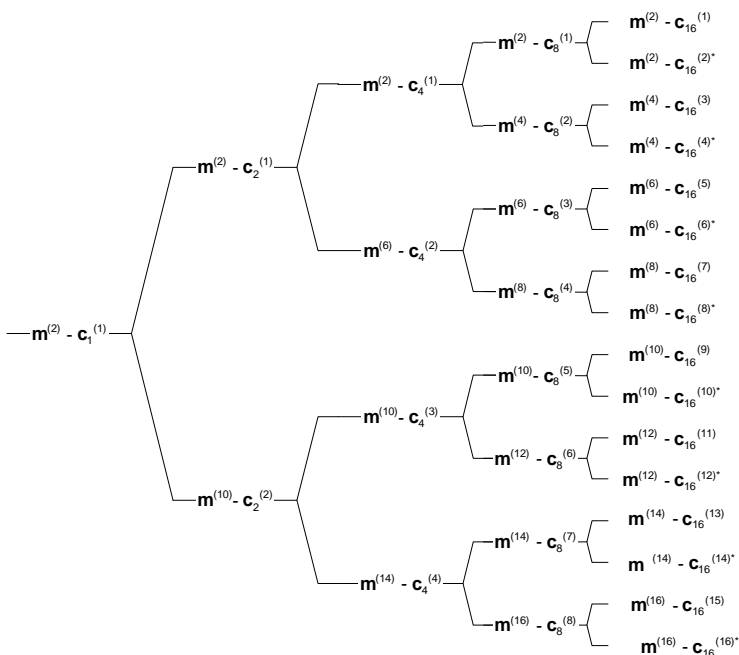 m⁽²⁾ - c₁₆⁽¹⁾
m⁽²⁾ - c₈⁽¹⁾
m⁽²⁾ - c₁₆⁽²⁾*
m⁽²⁾ - c₄⁽¹⁾
m⁽⁴⁾ - c₁₆⁽³⁾
m⁽⁴⁾ - c₈⁽²⁾
m⁽⁴⁾ - c₁₆⁽⁴⁾*
m⁽²⁾ - c₂⁽¹⁾
m⁽⁶⁾ - c₁₆⁽⁵⁾
m⁽⁶⁾ - c₈⁽³⁾
m⁽⁶⁾ - c₁₆⁽⁶⁾*
m⁽⁶⁾ - c₄⁽²⁾
m⁽⁸⁾ - c₁₆⁽⁷⁾
m⁽⁸⁾ - c₈⁽⁴⁾
m⁽⁸⁾ - c₁₆⁽⁸⁾*
m⁽²⁾ - c₁⁽¹⁾
m⁽¹⁰⁾ - c₁₆⁽⁹⁾
m⁽¹⁰⁾- c₈⁽⁵⁾
m⁽¹⁰⁾ - c₁₆⁽¹⁰⁾*
m⁽¹⁰⁾- c₄⁽³⁾
m⁽¹²⁾ - c₁₆⁽¹¹⁾
m⁽¹²⁾ - c₈⁽⁶⁾
m⁽¹²⁾ - c₁₆⁽¹²⁾*
m⁽¹⁰⁾- c₂⁽²⁾
m⁽¹⁴⁾ - c₁₆⁽¹³⁾
m⁽¹⁴⁾ - c₈⁽⁷⁾
m ⁽¹⁴⁾ - c₁₆⁽¹⁴⁾*
m⁽¹⁴⁾ - c₄⁽⁴⁾
m⁽¹⁶⁾ - c₁₆⁽¹⁵⁾
m⁽¹⁶⁾ - c₈⁽⁸⁾
m⁽¹⁶⁾ - c₁₆⁽¹⁶⁾*